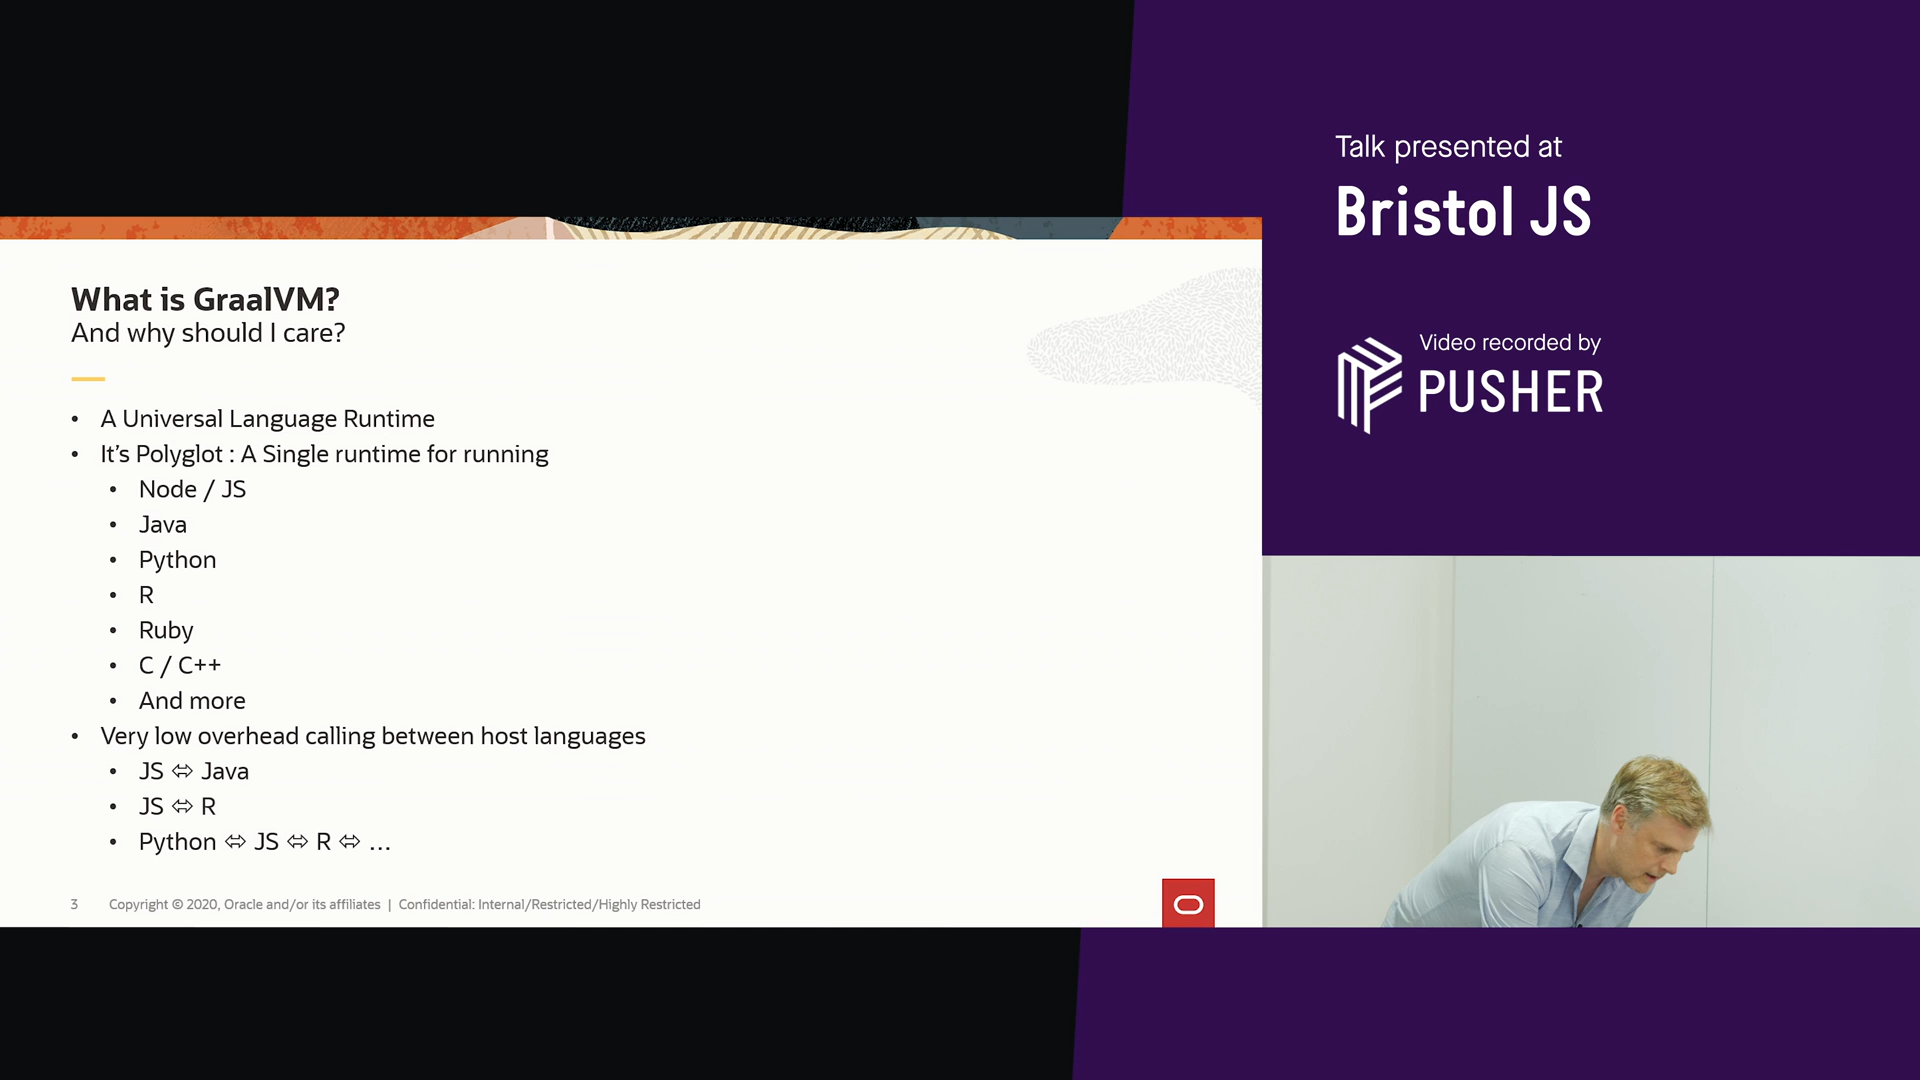 Talk presented at
Bristol JS
Video recorded by
PUSHER
What is GraalVM?
And why should I care?
• A Universal Language Runtime
• It’s Polyglot : A Single runtime for running
• Node / JS
• Java
• Python
• R
• Ruby
• C / C++
• And more
• Very low overhead calling between host languages
• JS ⇔ Java
• JS ⇔ R
• Python ⇔ JS ⇔ R ⇔ …
3 Copyright © 2020, Oracle and/or its affiliates | Confidential: Internal/Restricted/Highly Restricted